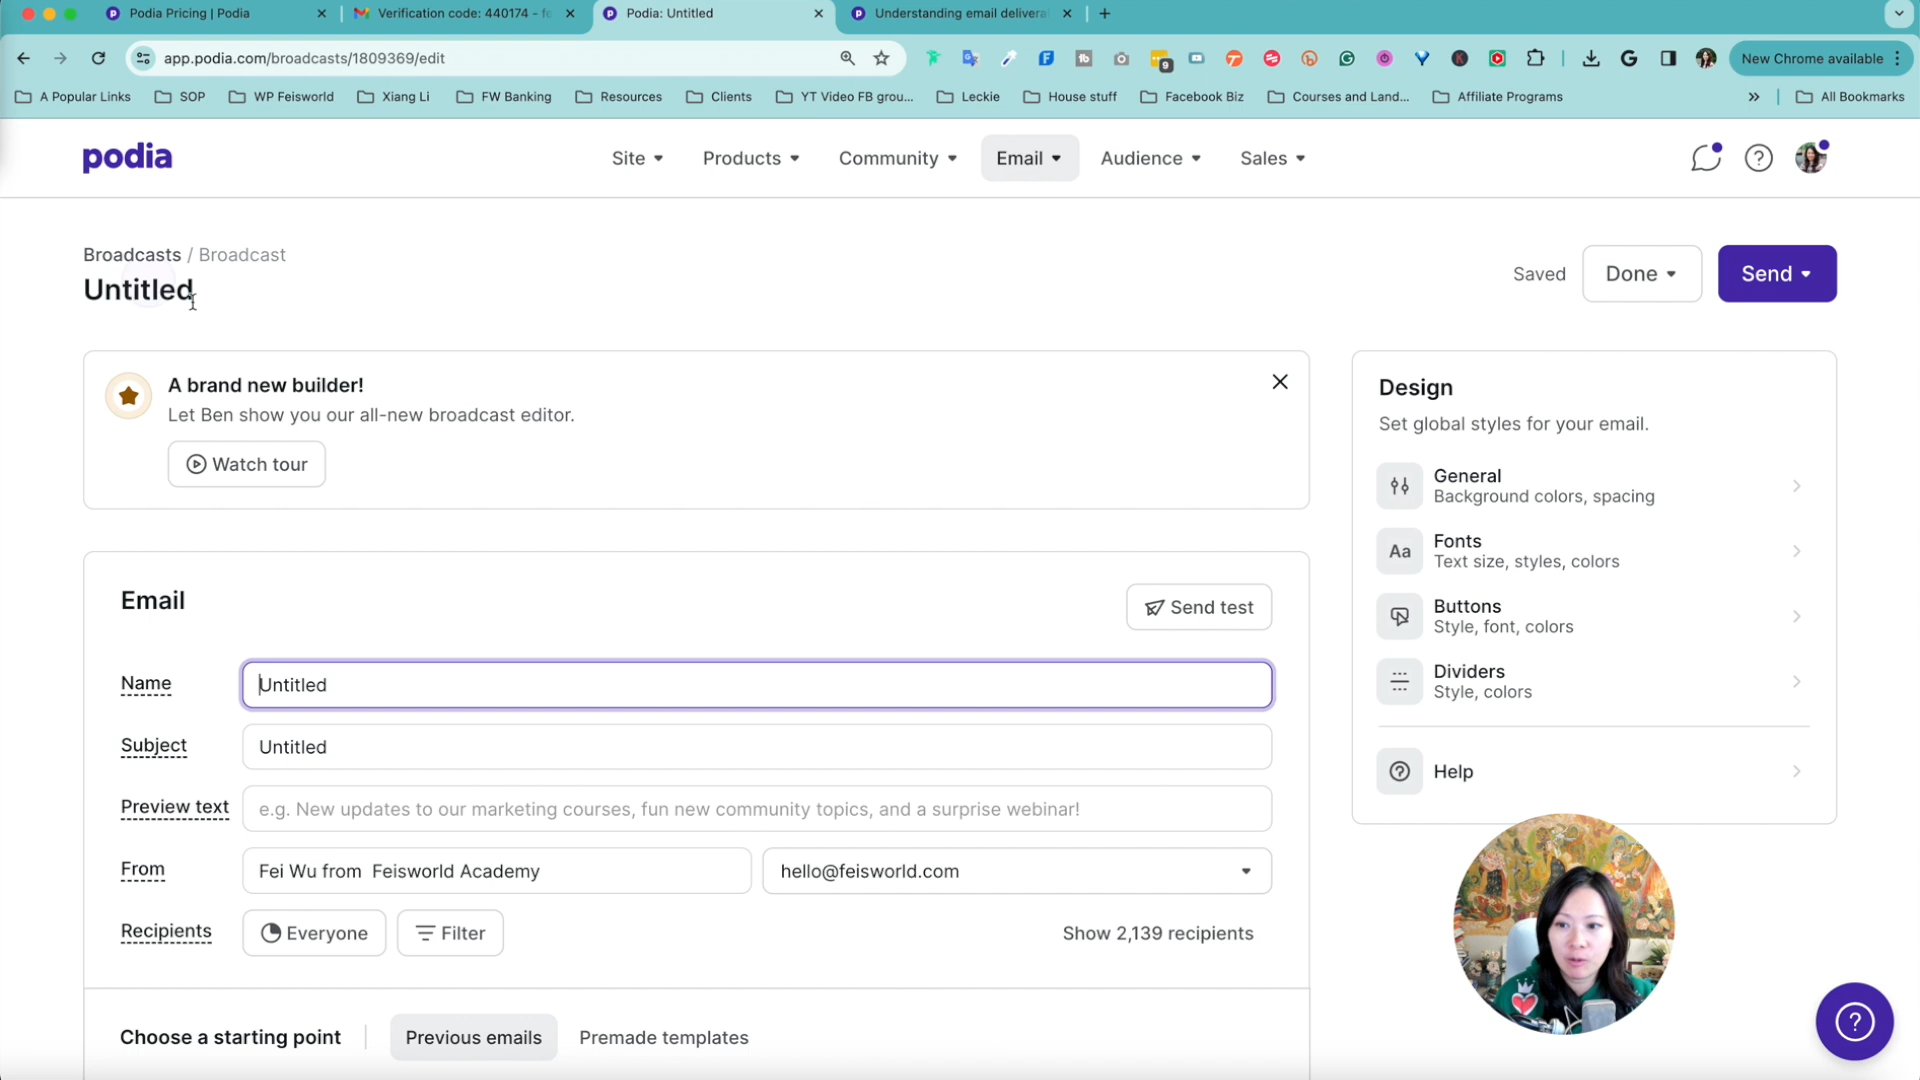 Podia Pricing | Podia
Verification code: 440174 - fe
Podia: Untitled
Understanding email delivera
app.podia.com/broadcasts/1809369/edit
9
New Chrome available
A Popular Links
SOP
WP Feisworld
Xiang Li
FW Banking
Resources
Clients
YT Video FB grou...
Leckie
House stuff
Facebook Biz
Courses and Land...
Affiliate Programs
All Bookmarks
podia
Site
Products
Community
Email
Audience
Sales
Broadcasts / Broadcast
Untitled
Saved
Done
Send
A brand new builder!
Let Ben show you our all-new broadcast editor.
Watch tour
Email
Send test
Name
Untitled
Subject
Untitled
Preview text
e.g. New updates to our marketing courses, fun new community topics, and a surprise webinar!
From
Fei Wu from Feisworld Academy
hello@feisworld.com
Recipients
Everyone
Filter
Show 2,139 recipients
Choose a starting point
Previous emails
Premade templates
Design
Set global styles for your email.
General
Background colors, spacing
Aa
Fonts
Text size, styles, colors
Buttons
Style, font, colors
Dividers
Style, colors
Help